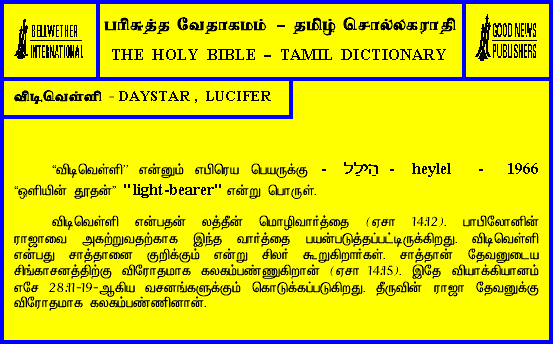 BELLWETHER
INTERNATIONAL
பரிசுத்த வேதாகமம் – தமிழ் சொல்லகராதி
THE HOLY BIBLE – TAMIL DICTIONARY
GOOD NEWS
PUBLISHERS
விடிவெள்ளி - DAYSTAR , LUCIFER
“விடிவெள்ளி” என்னும் எபிரெய பெயருக்கு - הֵילֵל - heylel - 1966
“ஒளியின் தூதன்” "light-bearer" என்று பொருள்.
விடிவெள்ளி என்பதன் லத்தீன் மொழிவார்த்தை (ஏசா 14:12). பாபிலோனின்
ராஜாவை அகற்றுவதற்காக இந்த வார்த்தை பயன்படுத்தப்பட்டிருக்கிறது. விடிவெள்ளி
என்பது சாத்தானை குறிக்கும் என்று சிலர் கூறுகிறார்கள். சாத்தான் தேவனுடைய
சிங்காசனத்திற்கு விரோதமாக கலகம்பண்ணுகிறான் (ஏசா 14:15). இதே வியாக்கியானம்
எசே 28:11-19-ஆகிய வசனங்களுக்கும் கொடுக்கப்படுகிறது. தீருவின் ராஜா தேவனுக்கு
விரோதமாக கலகம்பண்ணினான்.